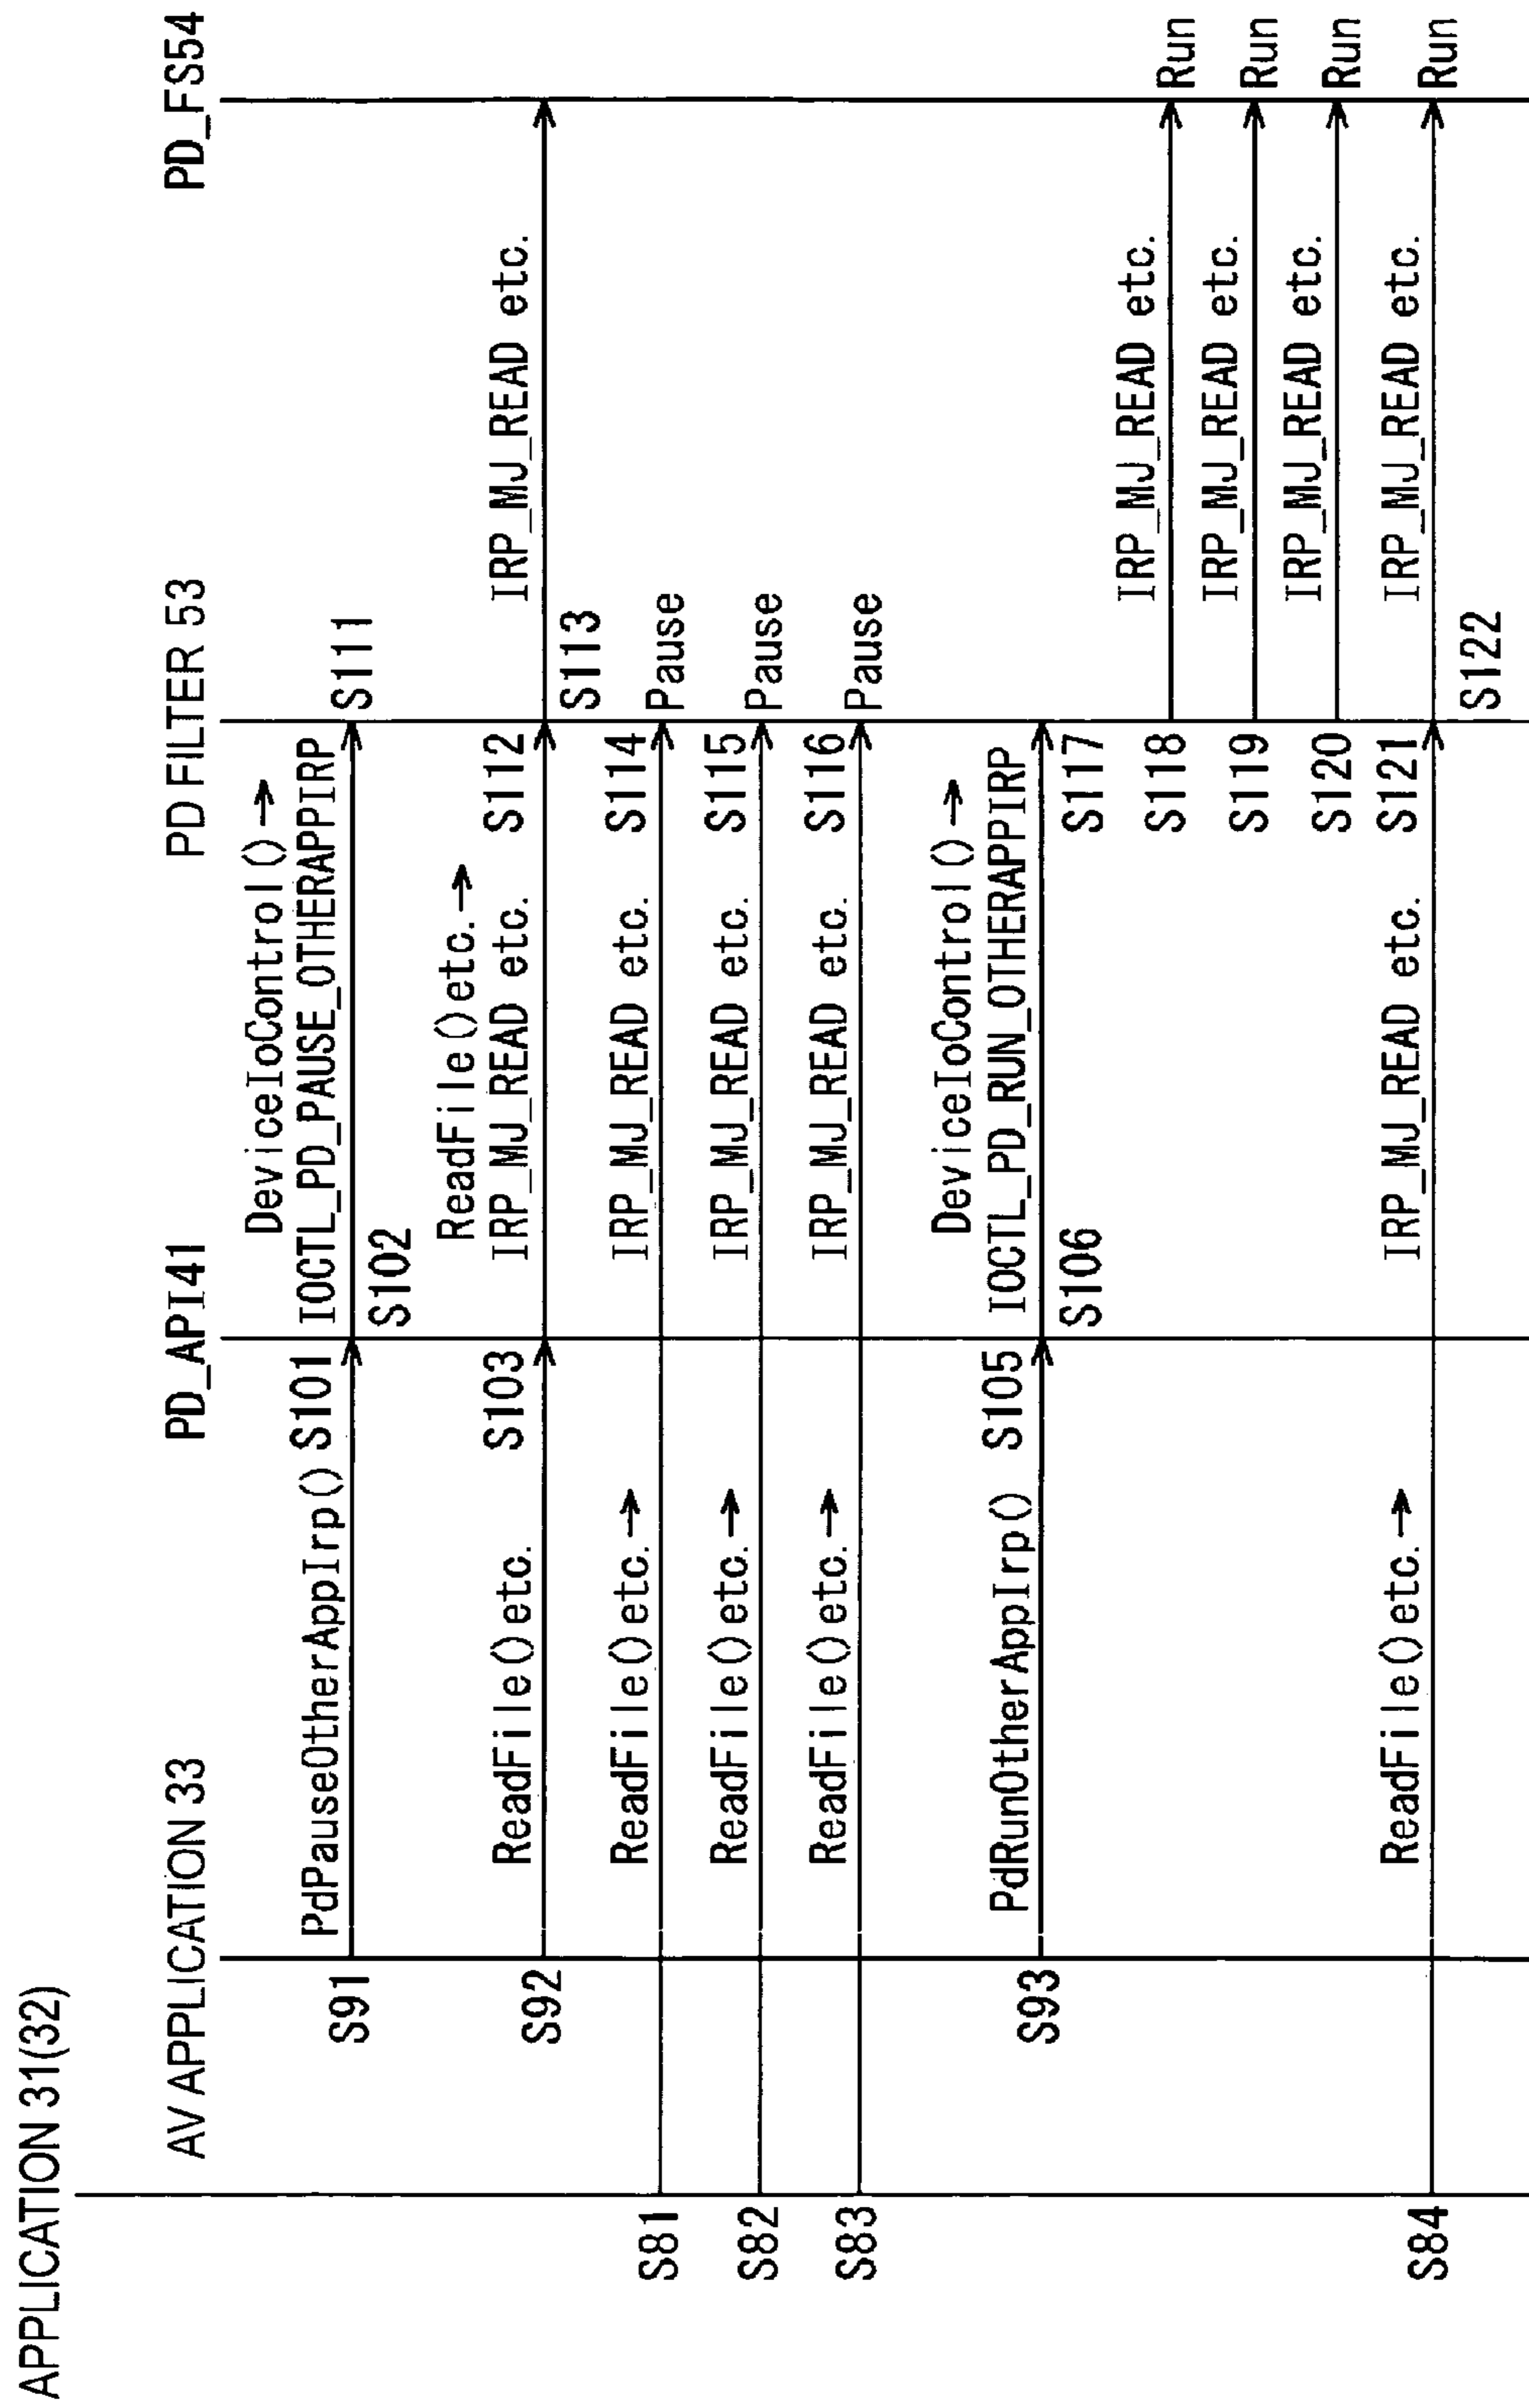 APPLICATION 31(32)
AV APPLICATION 33
PD_API41
PD FILTER 53
PD_FS54
DeviceIoControl()→
S91
PdPauseOtherAppIrp() S101
IOCTL_PD_PAUSE_OTHERAPPIRP
S111
S102
ReadFile()etc.→
S92
ReadFile()etc.
S103
IRP_MJ_READ etc.
S112
IRP_MJ_READ etc.
S113
S81
ReadFile()etc.→
IRP_MJ_READ etc.
S114
Pause
S82
ReadFile()etc.→
IRP_MJ_READ etc.
S115
Pause
S83
ReadFile()etc.→
IRP_MJ_READ etc.
S116
Pause
DeviceIoControl()→
S93
PdRunOtherAppIrp() S105
IOCTL_PD_RUN_OTHERAPPIRP
S106
S117
S118
IRP_MJ_READ etc.
Run
S119
IRP_MJ_READ etc.
Run
S120
IRP_MJ_READ etc.
Run
S84
ReadFile()etc.→
IRP_MJ_READ etc.
S121
IRP_MJ_READ etc.
Run
S122